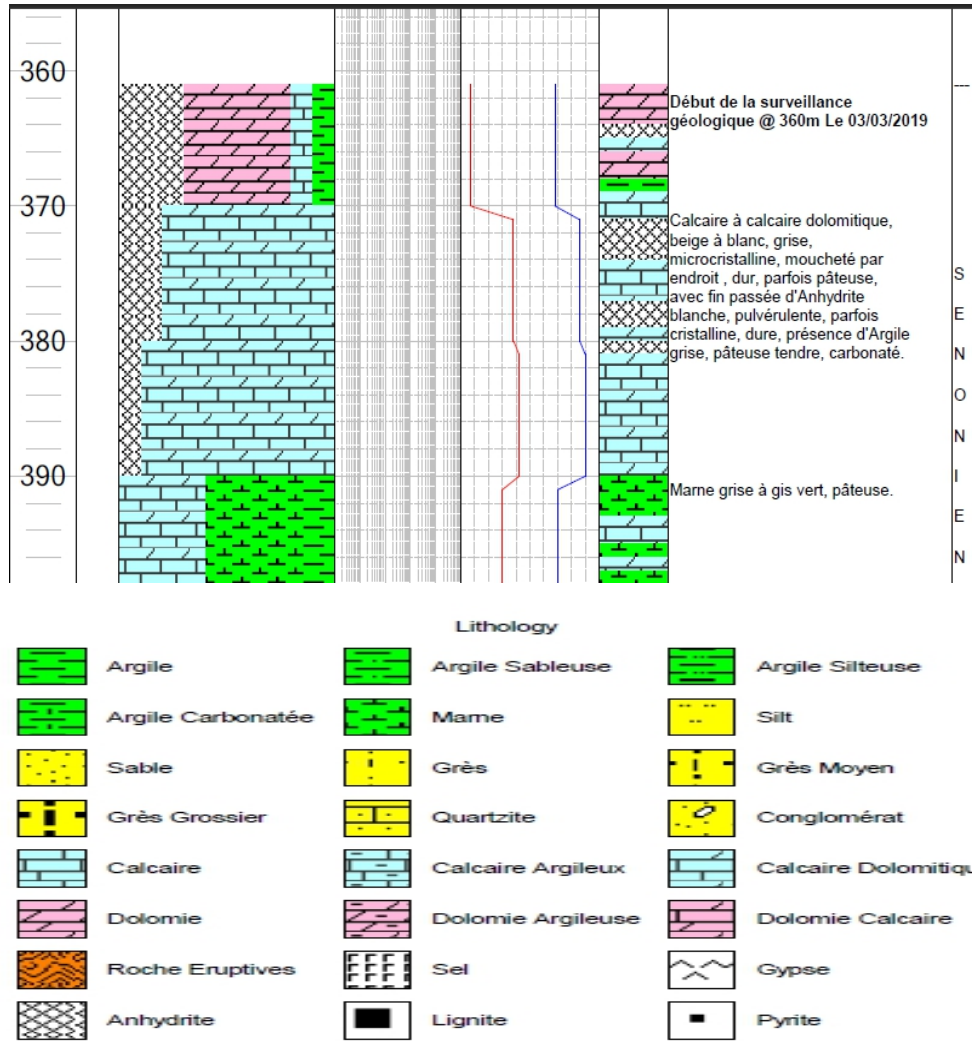 360
Début de la surveillance
géologique @ 360m Le 03/03/2019
---
370
Calcaire à calcaire dolomitique,
beige à blanc, grise,
microcristalline, moucheté par
endroit , dur, parfois pâteuse,
avec fin passée d'Anhydrite
blanche, pulvérulente, parfois
cristalline, dure, présence d'Argile
grise, pâteuse tendre, carbonaté.
380
390
Marne grise à gis vert, pâteuse.
S
E
N
O
N
I
E
N
Lithology
Argile
Argile Sableuse
Argile Silteuse
Argile Carbonatée
Marne
Silt
Sable
Grès
Grès Moyen
Grès Grossier
Quartzite
Conglomérat
Calcaire
Calcaire Argileux
Calcaire Dolomitiqu
Dolomie
Dolomie Argileuse
Dolomie Calcaire
Roche Eruptives
Sel
Gypse
Anhydrite
Lignite
Pyrite